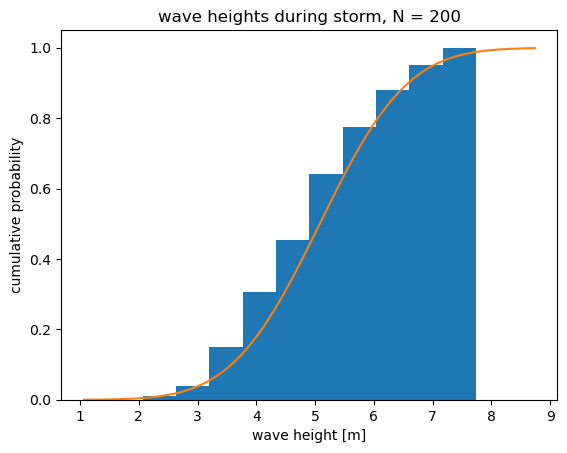 wave heights during storm, N = 200
cumulative probability
1.0
0.8
0.6
0.4
0.2
0.0
1 2 3 4 5 6 7 8 9
wave height [m]